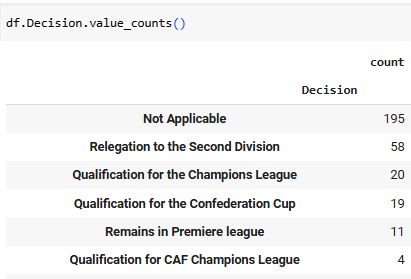 df.Decision.value_counts()
count
Decision
Not Applicable 195
Relegation to the Second Division 58
Qualification for the Champions League 20
Qualification for the Confederation Cup 19
Remains in Premiere league 11
Qualification for CAF Champions League 4